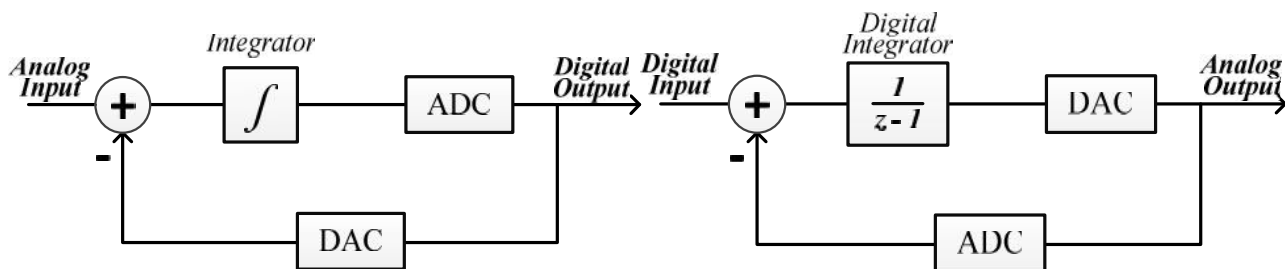 Integrator
Analog
Input
+
∫
ADC
Digital
Output
-
DAC
Digital
Integrator
Digital
Input
+
1
z - 1
DAC
Analog
Output
-
ADC